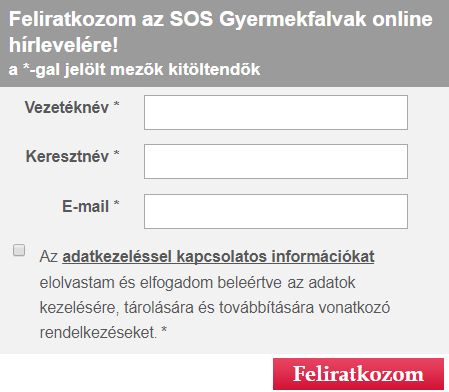 Feliratkozom az SOS Gyermekfalvak online
hírlevelére!
a *-gal jelölt mezők kitöltendők
Vezetéknév *
Keresztnév *
E-mail *
Az adatkezeléssel kapcsolatos információkat
elolvastam és elfogadom beleértve az adatok
kezelésére, tárolására és továbbítására vonatkozó
rendelkezéseket. *
Feliratkozom